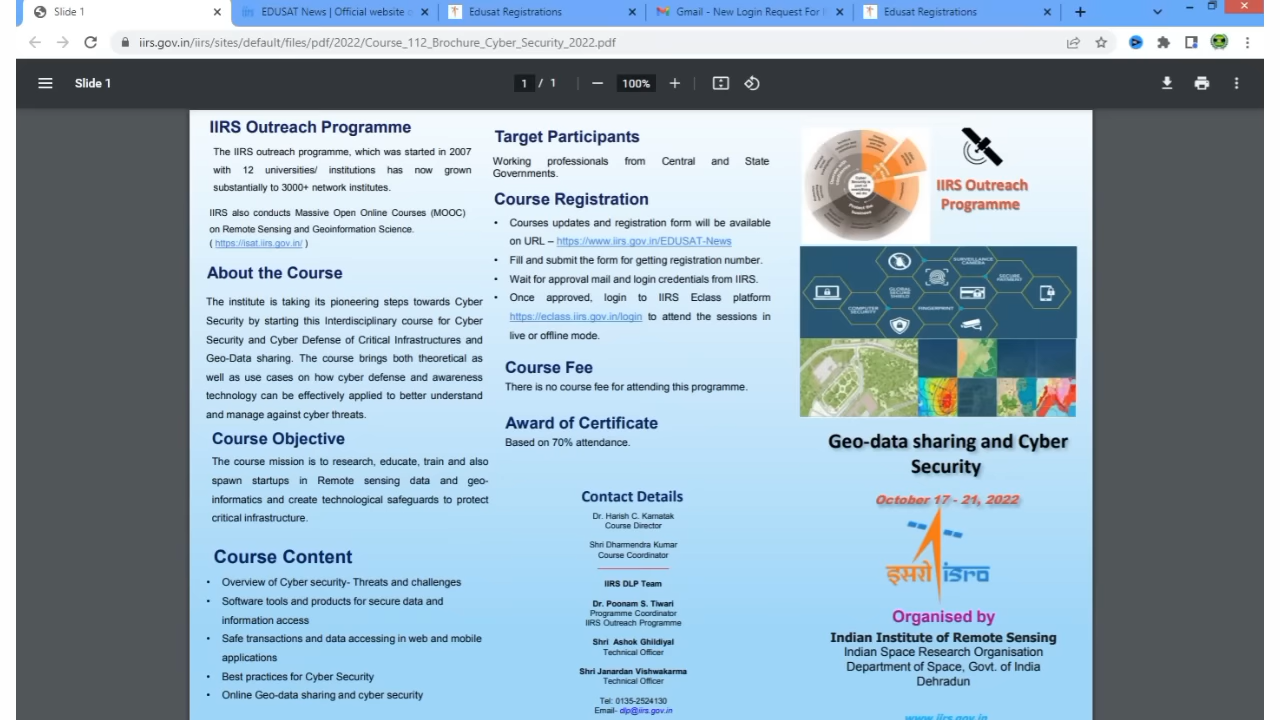 Slide 1
EDUSAT News | Official website o
Edusat Registrations
Gmail - New Login Request For I
Edusat Registrations
iirs.gov.in/iirs/sites/default/files/pdf/2022/Course_112_Brochure_Cyber_Security_2022.pdf
Slide 1
1 / 1
100%
IIRS Outreach Programme
The IIRS outreach programme, which was started in 2007
with 12 universities/ institutions has now grown
substantially to 3000+ network institutes.
IIRS also conducts Massive Open Online Courses (MOOC)
on Remote Sensing and Geoinformation Science.
( https://isat.iirs.gov.in/ )
About the Course
The institute is taking its pioneering steps towards Cyber
Security by starting this Interdisciplinary course for Cyber
Security and Cyber Defense of Critical Infrastructures and
Geo-Data sharing. The course brings both theoretical as
well as use cases on how cyber defense and awareness
technology can be effectively applied to better understand
and manage against cyber threats.
Course Objective
The course mission is to research, educate, train and also
spawn startups in Remote sensing data and geo-
informatics and create technological safeguards to protect
critical infrastructure.
Course Content
• Overview of Cyber security- Threats and challenges
• Software tools and products for secure data and
information access
• Safe transactions and data accessing in web and mobile
applications
• Best practices for Cyber Security
• Online Geo-data sharing and cyber security
Target Participants
Working professionals from Central and State
Governments.
Course Registration
• Courses updates and registration form will be available
on URL – https://www.iirs.gov.in/EDUSAT-News
• Fill and submit the form for getting registration number.
• Wait for approval mail and login credentials from IIRS.
• Once approved, login to IIRS Eclass platform
https://eclass.iirs.gov.in/login to attend the sessions in
live or offline mode.
Course Fee
There is no course fee for attending this programme.
Award of Certificate
Based on 70% attendance.
Contact Details
Dr. Harish C. Karnatak
Course Director
Shri Dharmendra Kumar
Course Coordinator
IIRS DLP Team
Dr. Poonam S. Tiwari
Programme Coordinator
IIRS Outreach Programme
Shri Ashok Ghildiyal
Technical Officer
Shri Janardan Vishwakarma
Technical Officer
Tel: 0135-2524130
Email- dlp@iirs.gov.in
IIRS Outreach
Programme
SURVEILLANCE
CAMERA
SECURE
PAYMENT
GLOBAL
SECURE
SHIELD
COMPUTER
SECURITY
FINGERPRINT
Geo-data sharing and Cyber
Security
October 17 - 21, 2022
इसरो isro
Organised by
Indian Institute of Remote Sensing
Indian Space Research Organisation
Department of Space, Govt. of India
Dehradun
www.iirs.gov.in